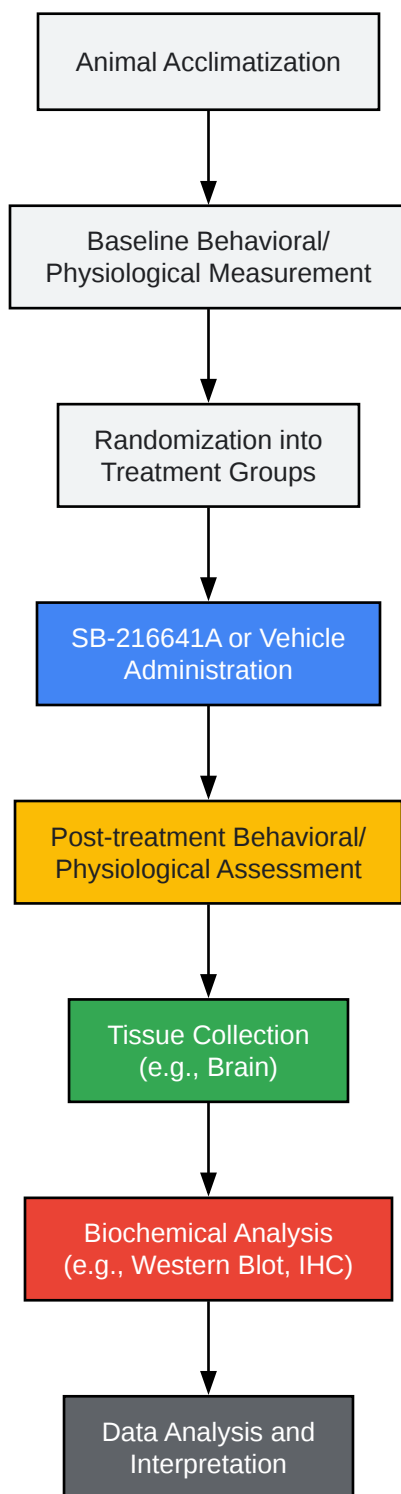 Animal Acclimatization
Baseline Behavioral/
Physiological Measurement
Randomization into
Treatment Groups
SB-216641A or Vehicle
Administration
Post-treatment Behavioral/
Physiological Assessment
Tissue Collection
(e.g., Brain)
Biochemical Analysis
(e.g., Western Blot, IHC)
Data Analysis and
Interpretation